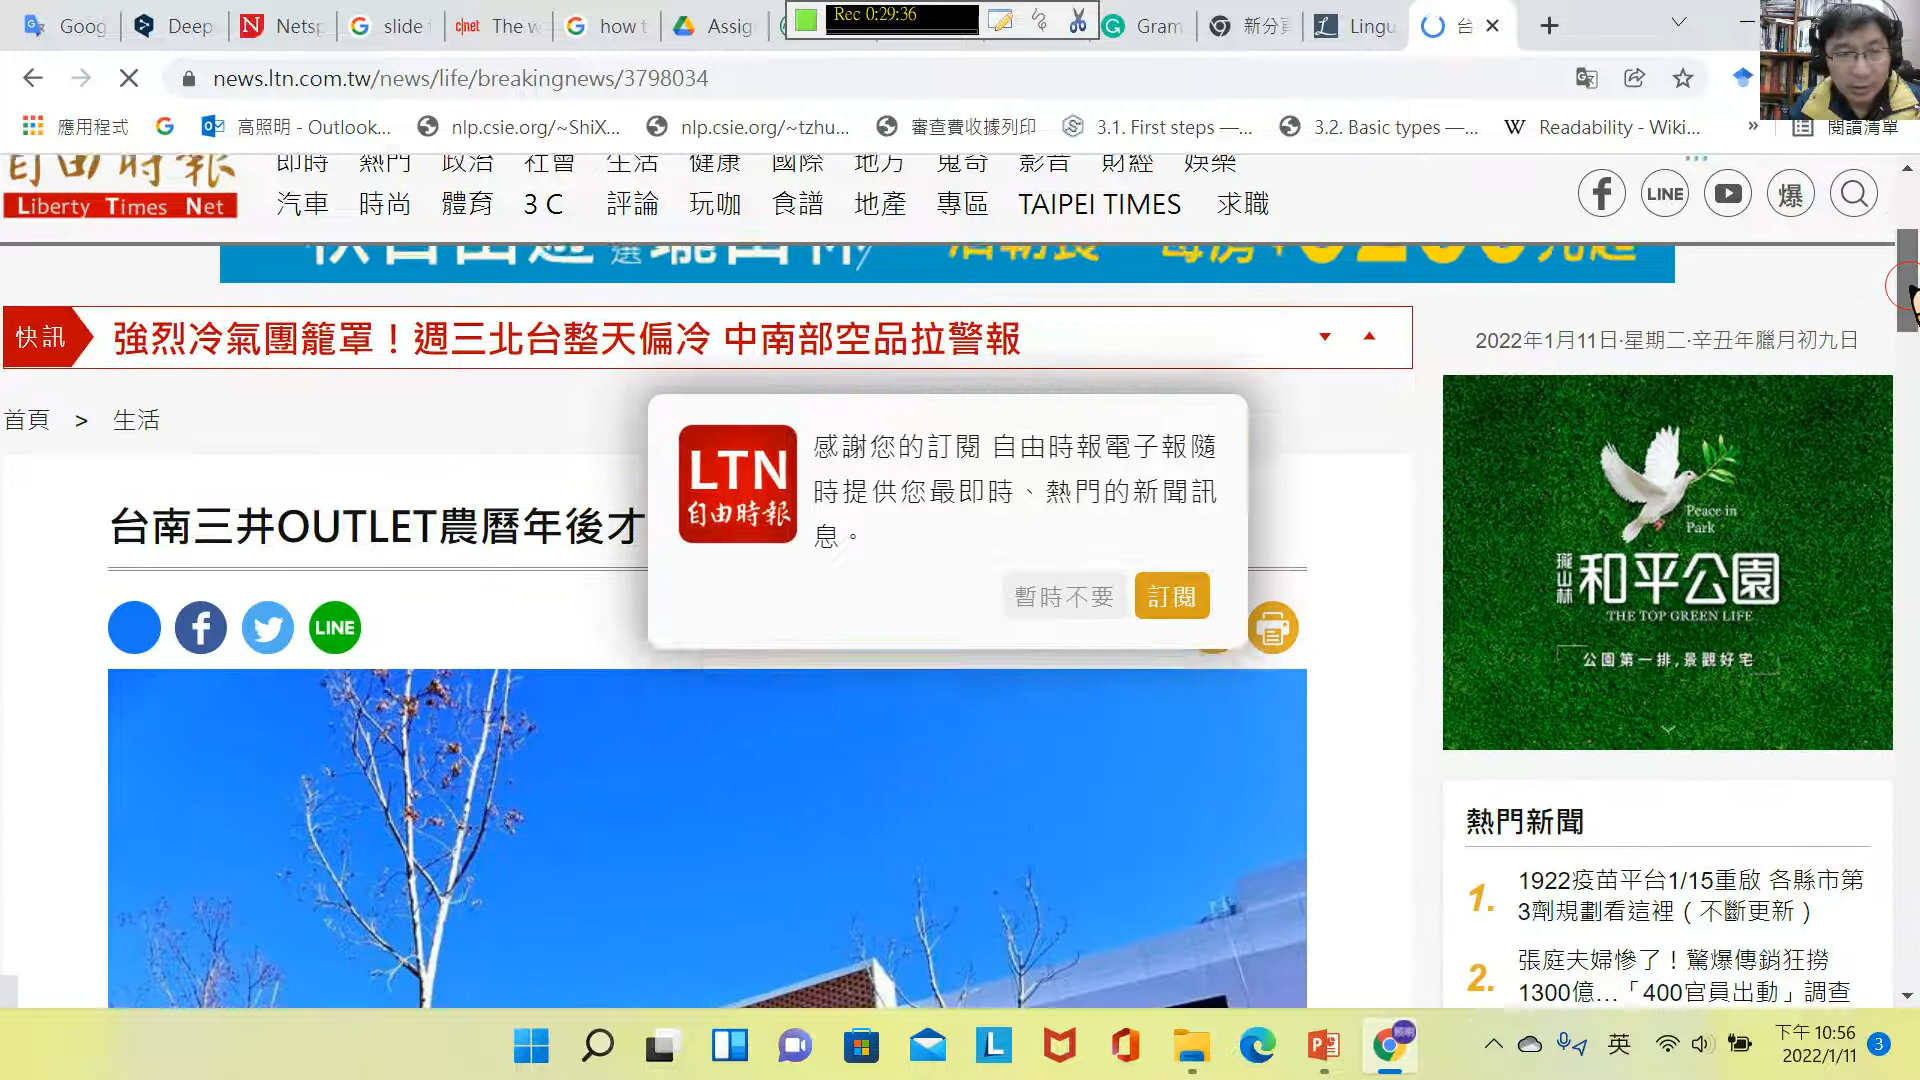 Goog
Deep
Netsp
slide
The w
how t
Assig
Rec 0:29:36
Gram
新分頁
Lingu
台
news.ltn.com.tw/news/life/breakingnews/3798034
應用程式
高照明 - Outlook...
nlp.csie.org/~ShiX...
nlp.csie.org/~tzhu...
審查費收據列印
3.1. First steps —...
3.2. Basic types —...
Readability - Wiki...
»
閱讀清單
自由時報
Liberty Times Net
即時 熱門 政治 社會 生活 健康 國際 地方 蒐奇 影音 財經 娛樂
汽車 時尚 體育 3 C 評論 玩咖 食譜 地產 專區 TAIPEI TIMES 求職
LINE
爆
快訊
強烈冷氣團籠罩！週三北台整天偏冷 中南部空品拉警報
2022年1月11日·星期二·辛丑年臘月初九日
首頁 > 生活
台南三井OUTLET農曆年後才
LTN
自由時報
感謝您的訂閱 自由時報電子報隨
時提供您最即時、熱門的新聞訊
息。
暫時不要
訂閱
LINE
Peace in
Park
瓏山林
和平公園
THE TOP GREEN LIFE
公園第一排,景觀好宅
熱門新聞
1.
1922疫苗平台1/15重啟 各縣市第
3劑規劃看這裡（不斷更新）
2.
張庭夫婦慘了！驚爆傳銷狂撈
1300億...「400官員出動」調查
英
下午 10:56
2022/1/11
3